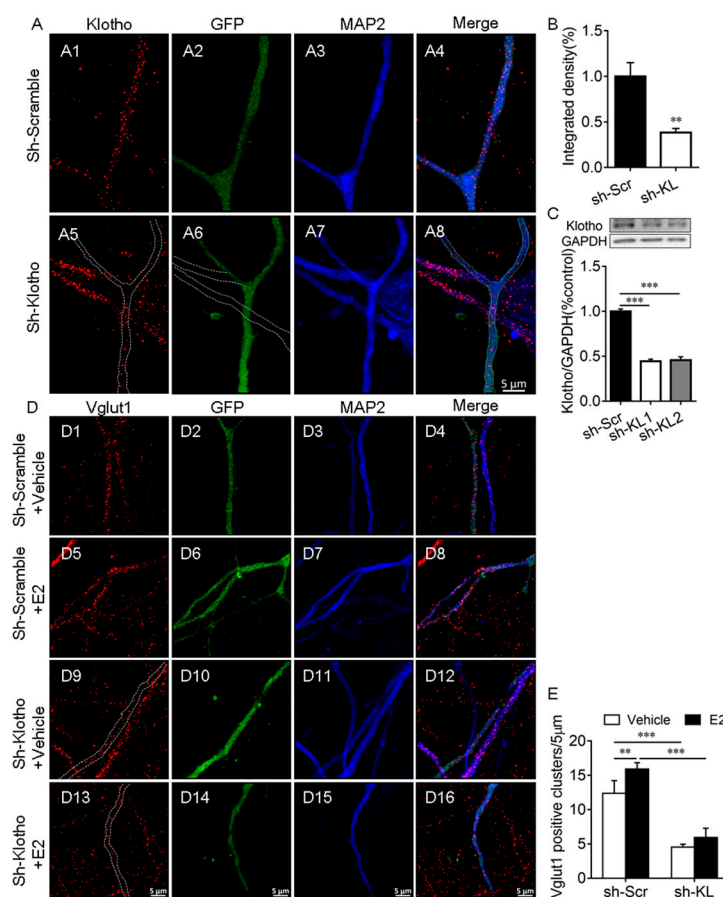 A
Klotho GFP MAP2 Merge
Sh-Scramble
A1 A2 A3 A4
Sh-Klotho
A5 A6 A7 A8
5 µm
B
Integrated density(%)
1.5
1.0
0.5
0.0
**
sh-Scr sh-KL
C
Klotho
GAPDH
Klotho/GAPDH(%control)
1.5
1.0
0.5
0.0
***
***
sh-Scr sh-KL1 sh-KL2
D
Vglut1 GFP MAP2 Merge
Sh-Scramble
+Vehicle
D1 D2 D3 D4
Sh-Scramble
+E2
D5 D6 D7 D8
Sh-Klotho
+Vehicle
D9 D10 D11 D12
Sh-Klotho
+E2
D13 D14 D15 D16
5 µm 5 µm 5 µm 5 µm
E
Vehicle E2
Vglut1 positive clusters/5µm
20
15
10
5
0
***
** ***
sh-Scr sh-KL